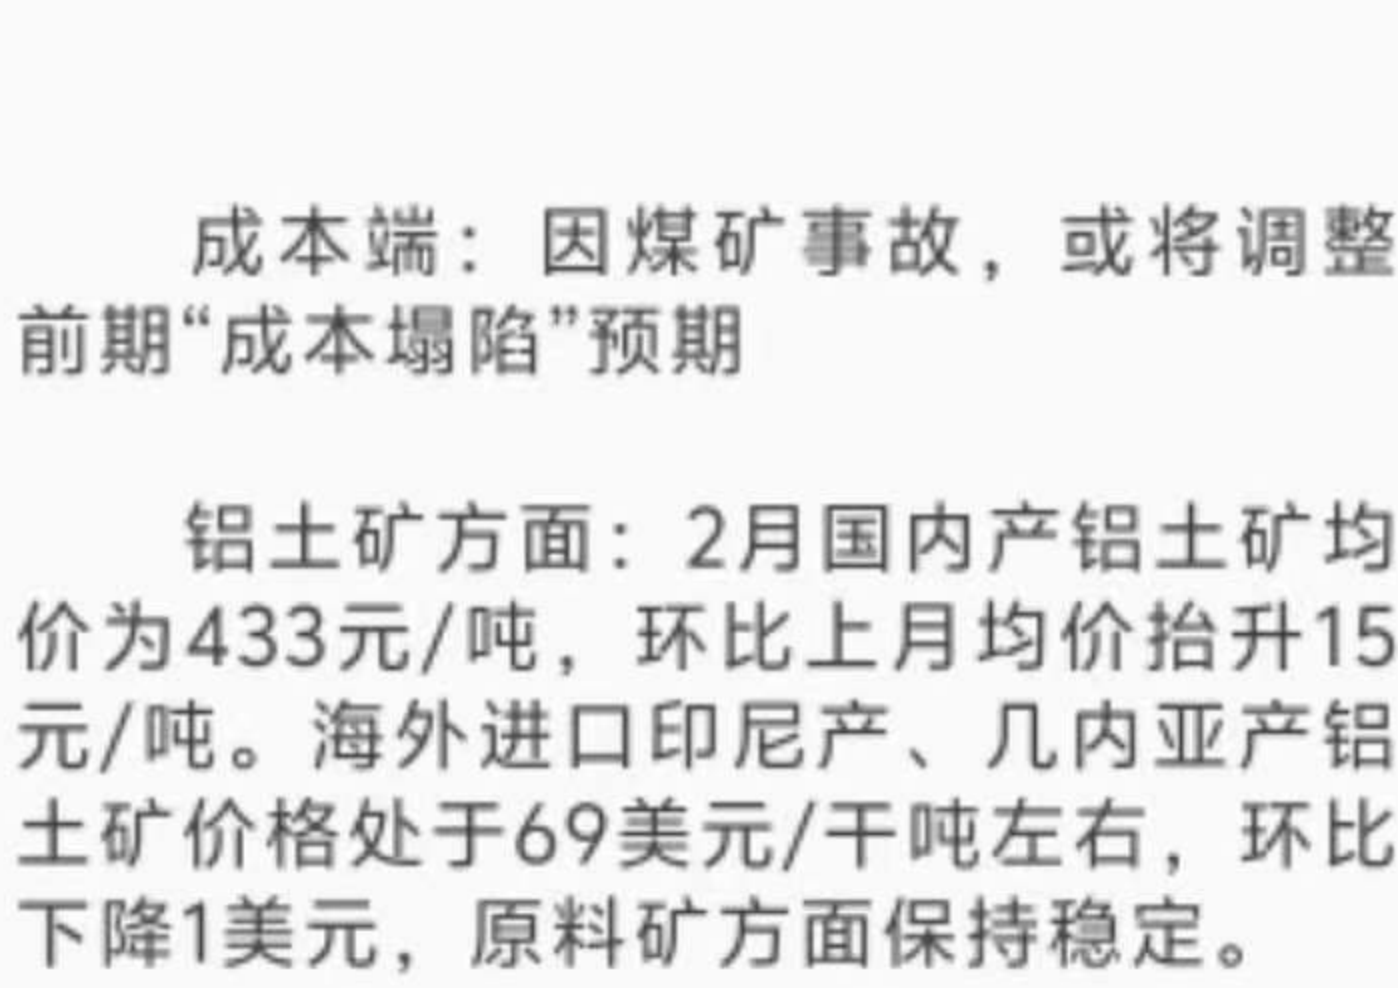 成本端：因煤矿事故，或将调整
前期“成本塌陷”预期
铝土矿方面：2月国内产铝土矿均
价为433元/吨，环比上月均价抬升15
元/吨。海外进口印尼产、几内亚产铝
土矿价格处于69美元/干吨左右，环比
下降1美元，原料矿方面保持稳定。